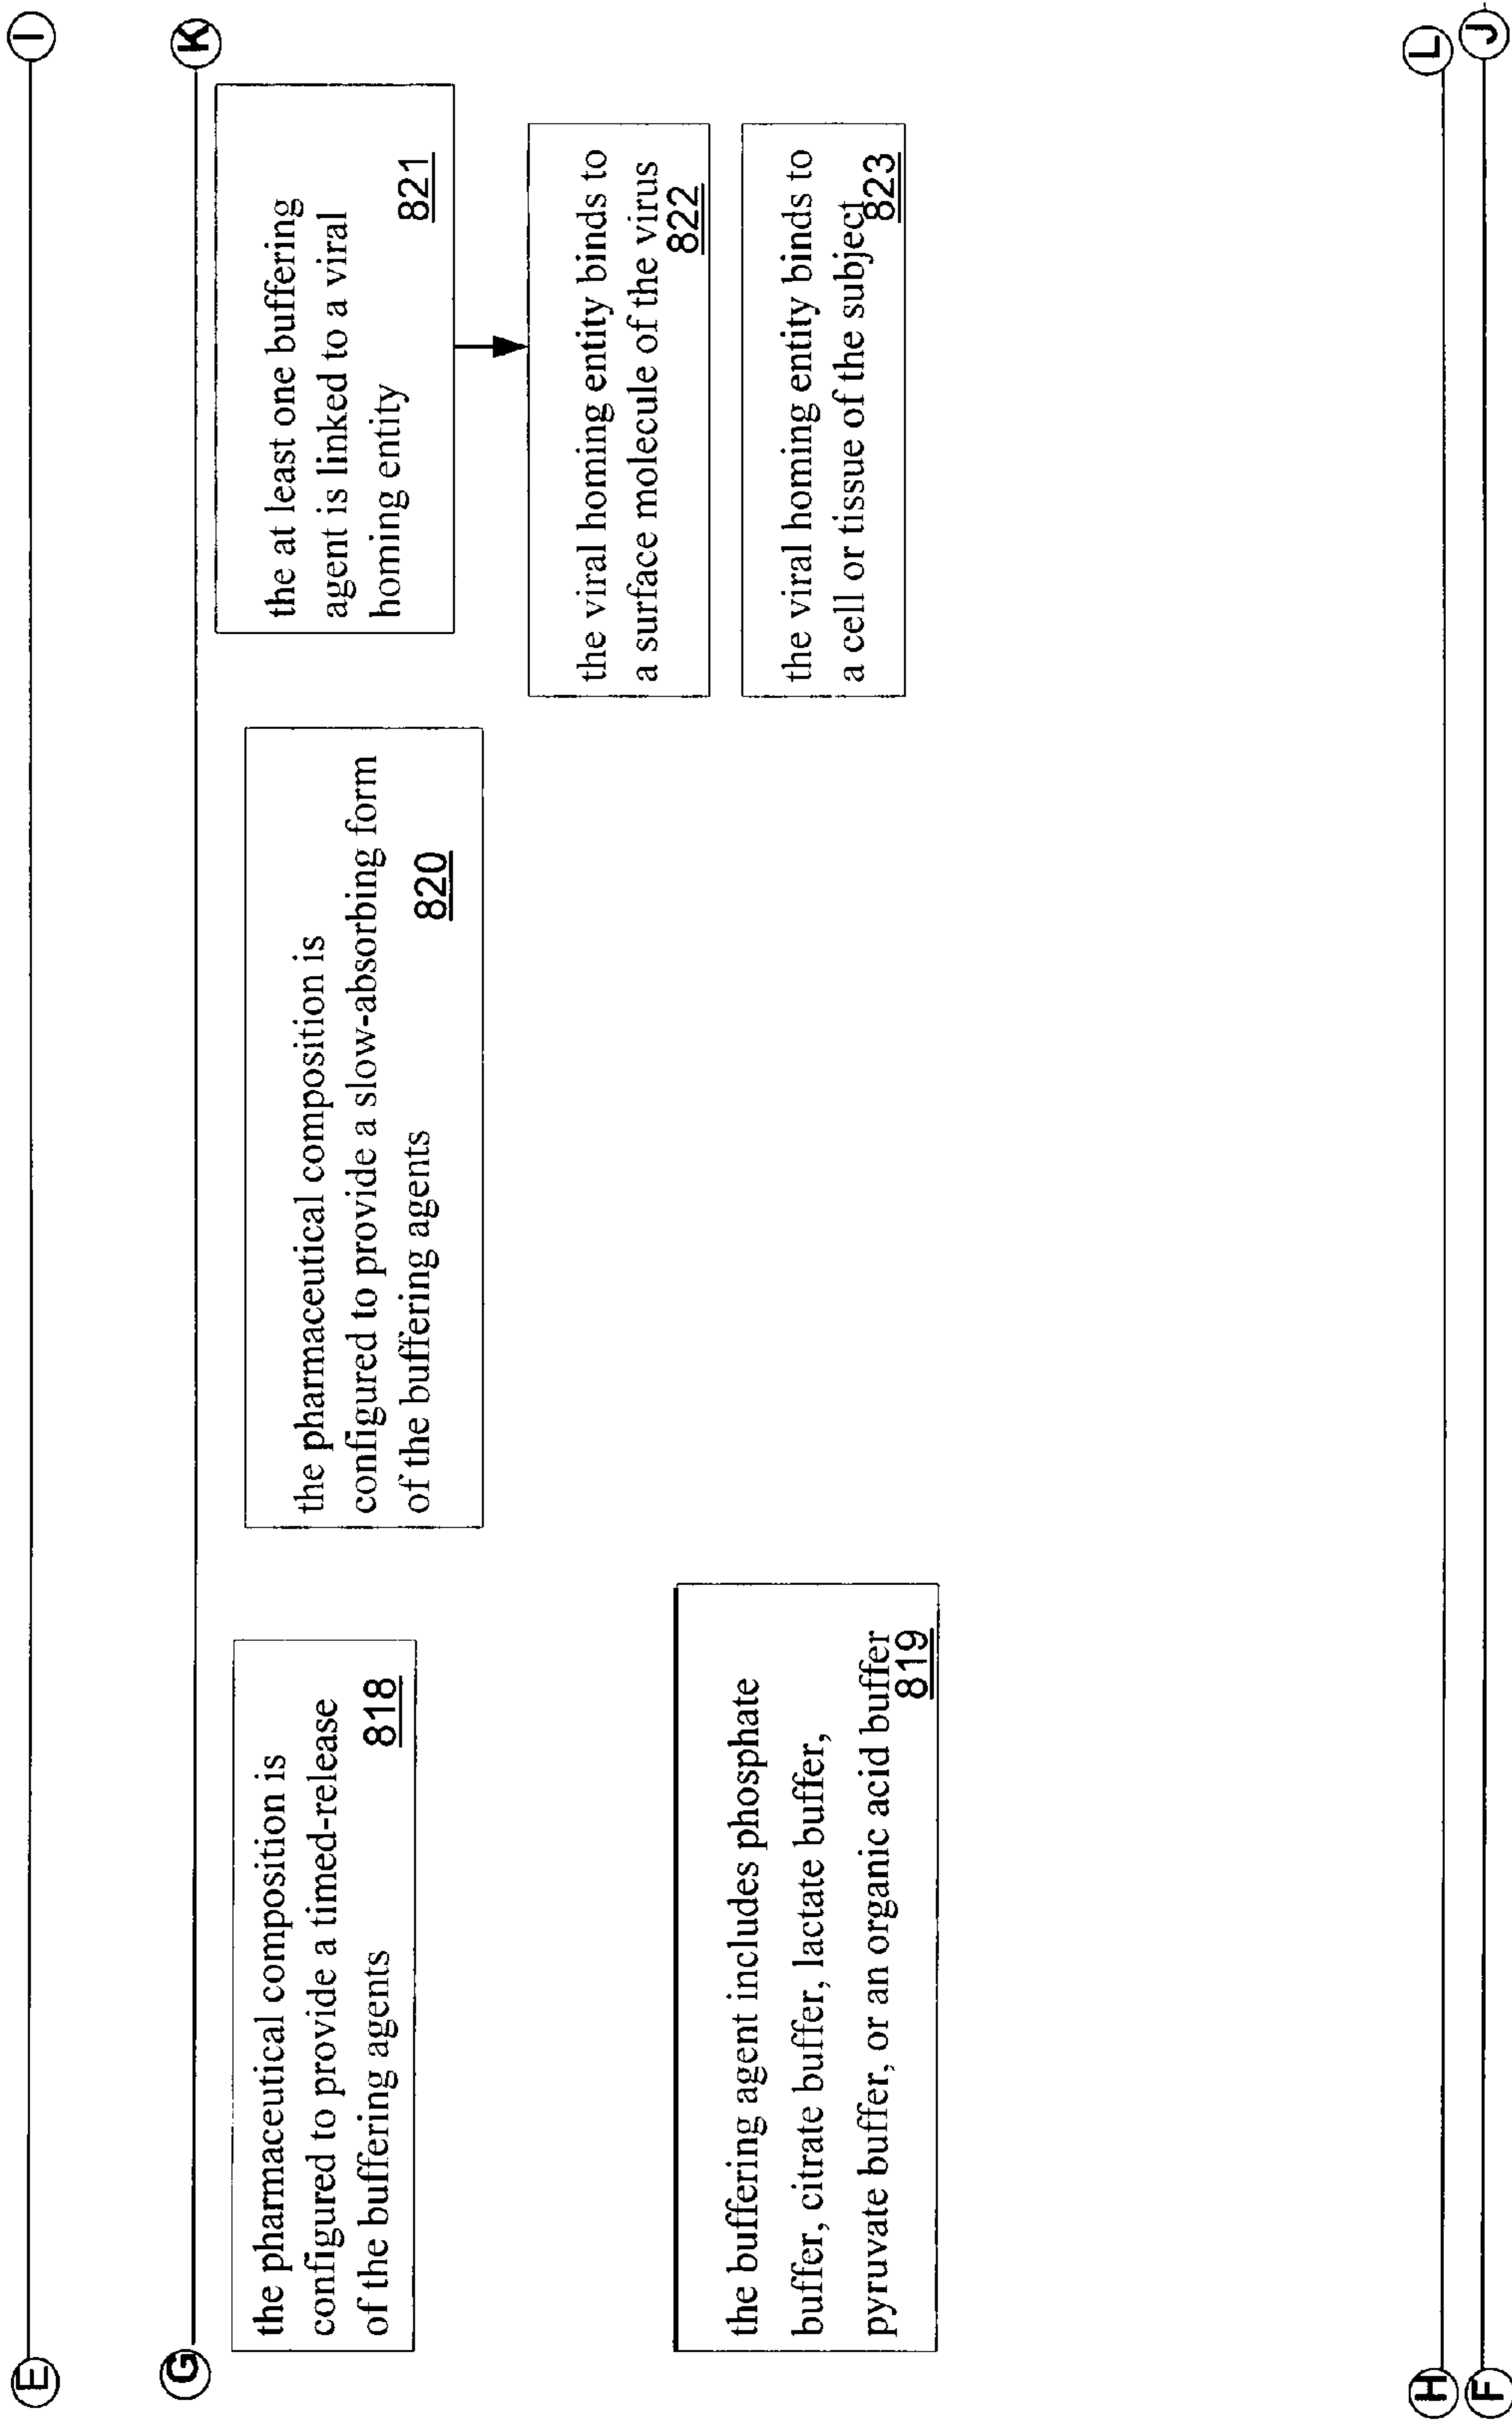 E
I
G
K
the pharmaceutical composition is
configured to provide a timed-release
of the buffering agents
818
the buffering agent includes phosphate
buffer, citrate buffer, lactate buffer,
pyruvate buffer, or an organic acid buffer
819
the pharmaceutical composition is
configured to provide a slow-absorbing form
of the buffering agents
820
the at least one buffering
agent is linked to a viral
homing entity
821
the viral homing entity binds to
a surface molecule of the virus
822
the viral homing entity binds to
a cell or tissue of the subject
823
H
L
F
J